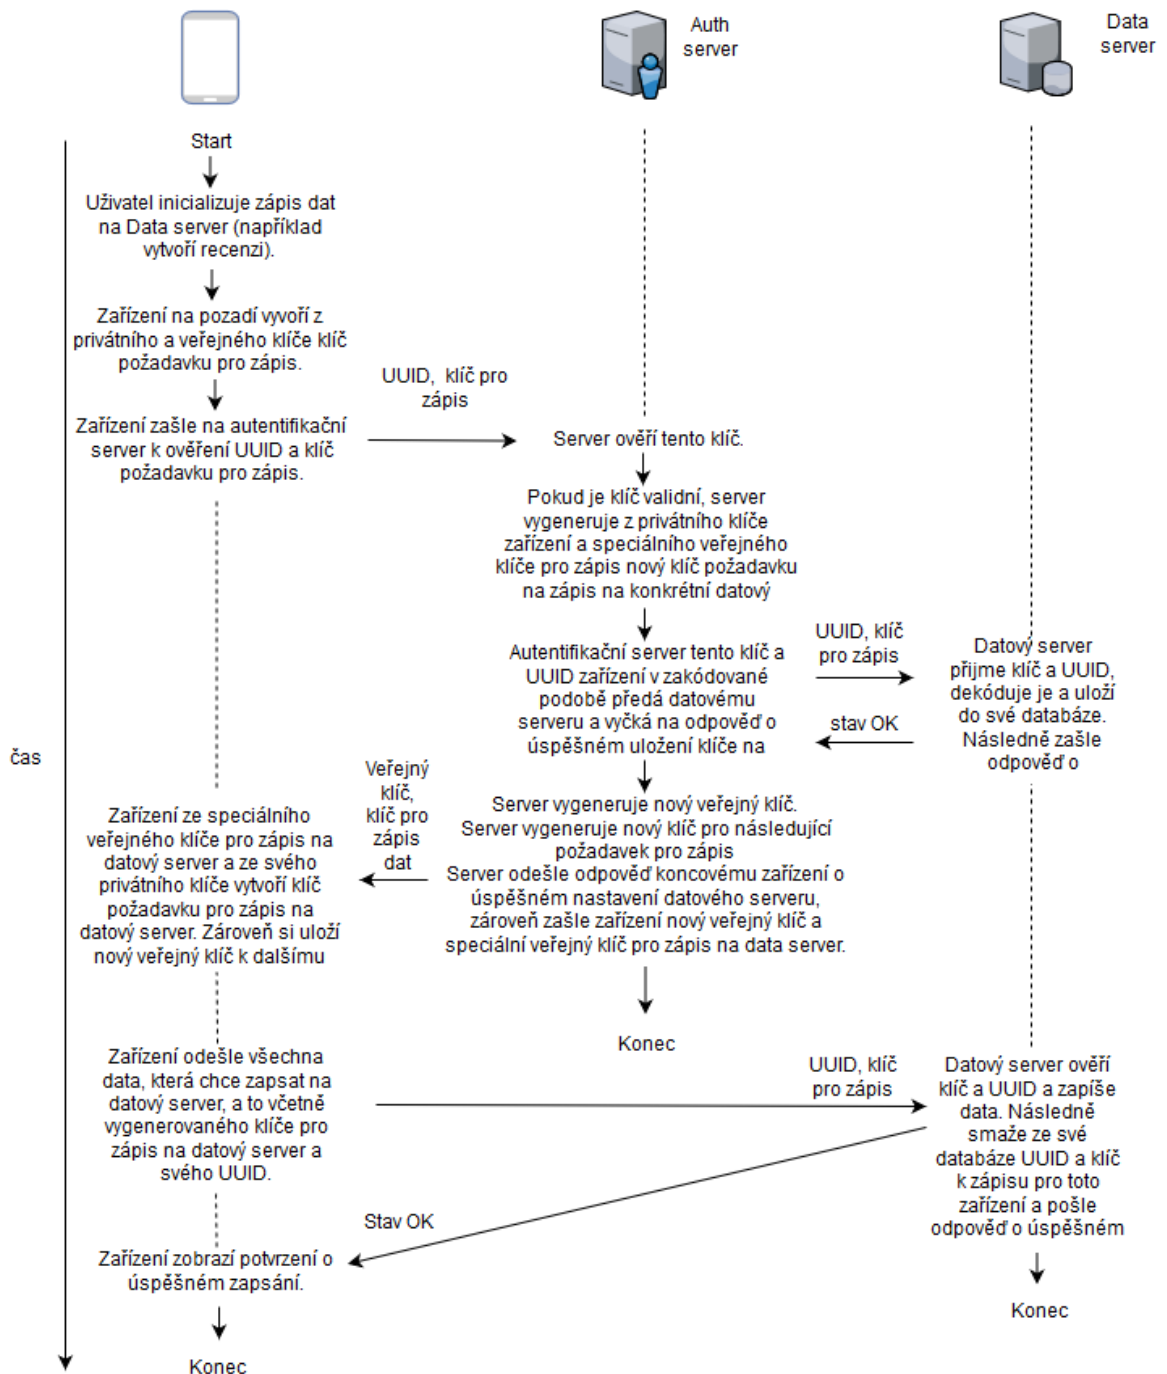 Auth
server
Data
server
Start
Uživatel inicializuje zápis dat
na Data server (například
vytvoří recenzi).
Zařízení na pozadí vyvoří z
privátního a veřejného klíče klíč
požadavku pro zápis.
UUID, klíč pro
zápis
Zařízení zašle na autentifikační
server k ověření UUID a klíč
požadavku pro zápis.
Server ověří tento klíč.
Pokud je klíč validní, server
vygeneruje z privátního klíče
zařízení a speciálního veřejného
klíče pro zápis nový klíč požadavku
na zápis na konkrétní datový
UUID, klíč
pro zápis
Autentifikační server tento klíč a
UUID zařízení v zakódované
podobě předá datovému
serveru a vyčká na odpověď o
úspěšném uložení klíče na
Datový server
přijme klíč a UUID,
dekóduje je a uloží
do své databáze.
Následně zašle
odpověď o
stav OK
čas
Veřejný
klíč,
klíč pro
zápis
dat
Server vygeneruje nový veřejný klíč.
Server vygeneruje nový klíč pro následující
požadavek pro zápis
Server odešle odpověď koncovému zařízení o
úspěšném nastavení datového serveru,
zároveň zašle zařízení nový veřejný klíč a
speciální veřejný klíč pro zápis na data server.
Zařízení ze speciálního
veřejného klíče pro zápis na
datový server a ze svého
privátního klíče vytvoří klíč
požadavku pro zápis na
datový server. Zároveň si uloží
nový veřejný klíč k dalšímu
Konec
Zařízení odešle všechna
data, která chce zapsat na
datový server, a to včetně
vygenerovaného klíče pro
zápis na datový server a
svého UUID.
UUID, klíč
pro zápis
Datový server ověří
klíč a UUID a zapíše
data. Následně
smaže ze své
databáze UUID a klíč
k zápisu pro toto
zařízení a pošle
odpověď o úspěšném
Stav OK
Zařízení zobrazí potvrzení o
úspěšném zapsání.
Konec
Konec